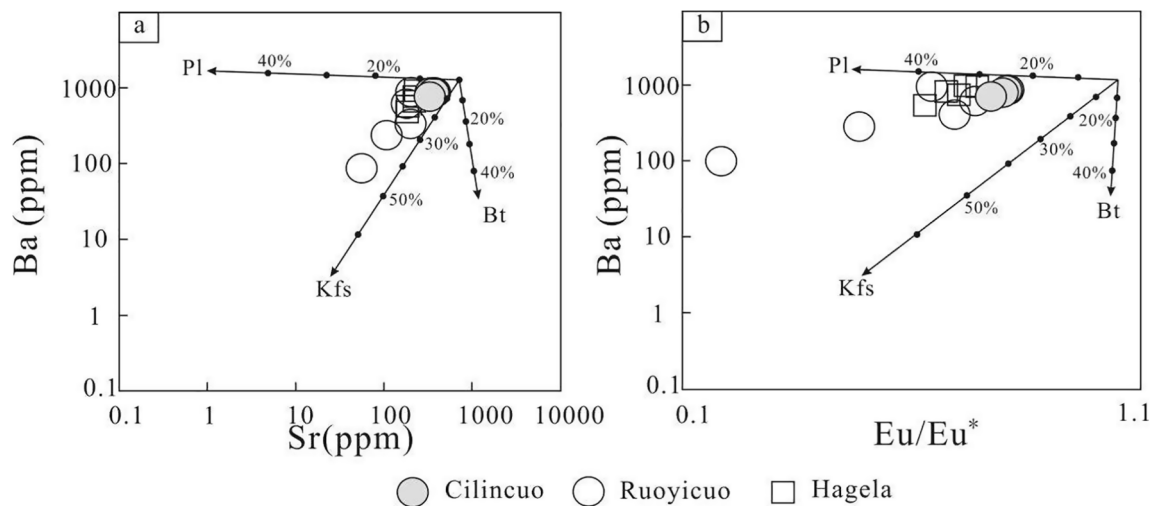 a
Pl
40%
20%
20%
30%
40%
50%
Bt
Kfs
Ba (ppm)
1000
100
10
1
0.1
0.1
1
10
100
1000
10000
Sr(ppm)
b
Pl
40%
20%
20%
30%
40%
50%
Bt
Kfs
Ba (ppm)
1000
100
10
1
0.1
0.1
1.1
Eu/Eu*
Cilincuo
Ruoyicuo
Hagela